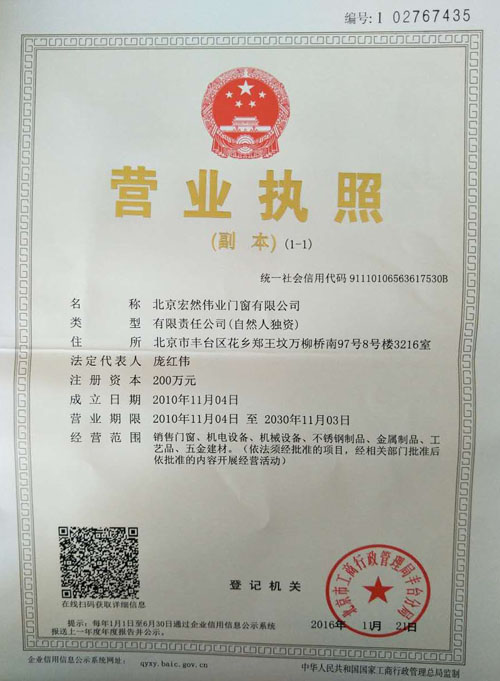 编号:1 02767435
营业执照
(副本) (1-1)
统一社会信用代码 91110106563617530B
名称 北京宏然伟业门窗有限公司
类型 有限责任公司(自然人独资)
住所 北京市丰台区花乡郑王坟万柳桥南97号8号楼3216室
法定代表人 庞红伟
注册资本 200万元
成立日期 2010年11月04日
营业期限 2010年11月04日 至 2030年11月03日
经营范围 销售门窗、机电设备、机械设备、不锈钢制品、金属制品、工
艺品、五金建材。（依法须经批准的项目，经相关部门批准后
依批准的内容开展经营活动）
在线扫码获取详细信息
登记机关
北京市工商行政管理局丰台分局
2016年 11月 21日
提示：每年1月1日至6月30日通过企业信用信息公示系统
报送上一年度年度报告并公示。
企业信用信息公示系统网址： qyxy.baic.gov.cn
中华人民共和国国家工商行政管理总局监制